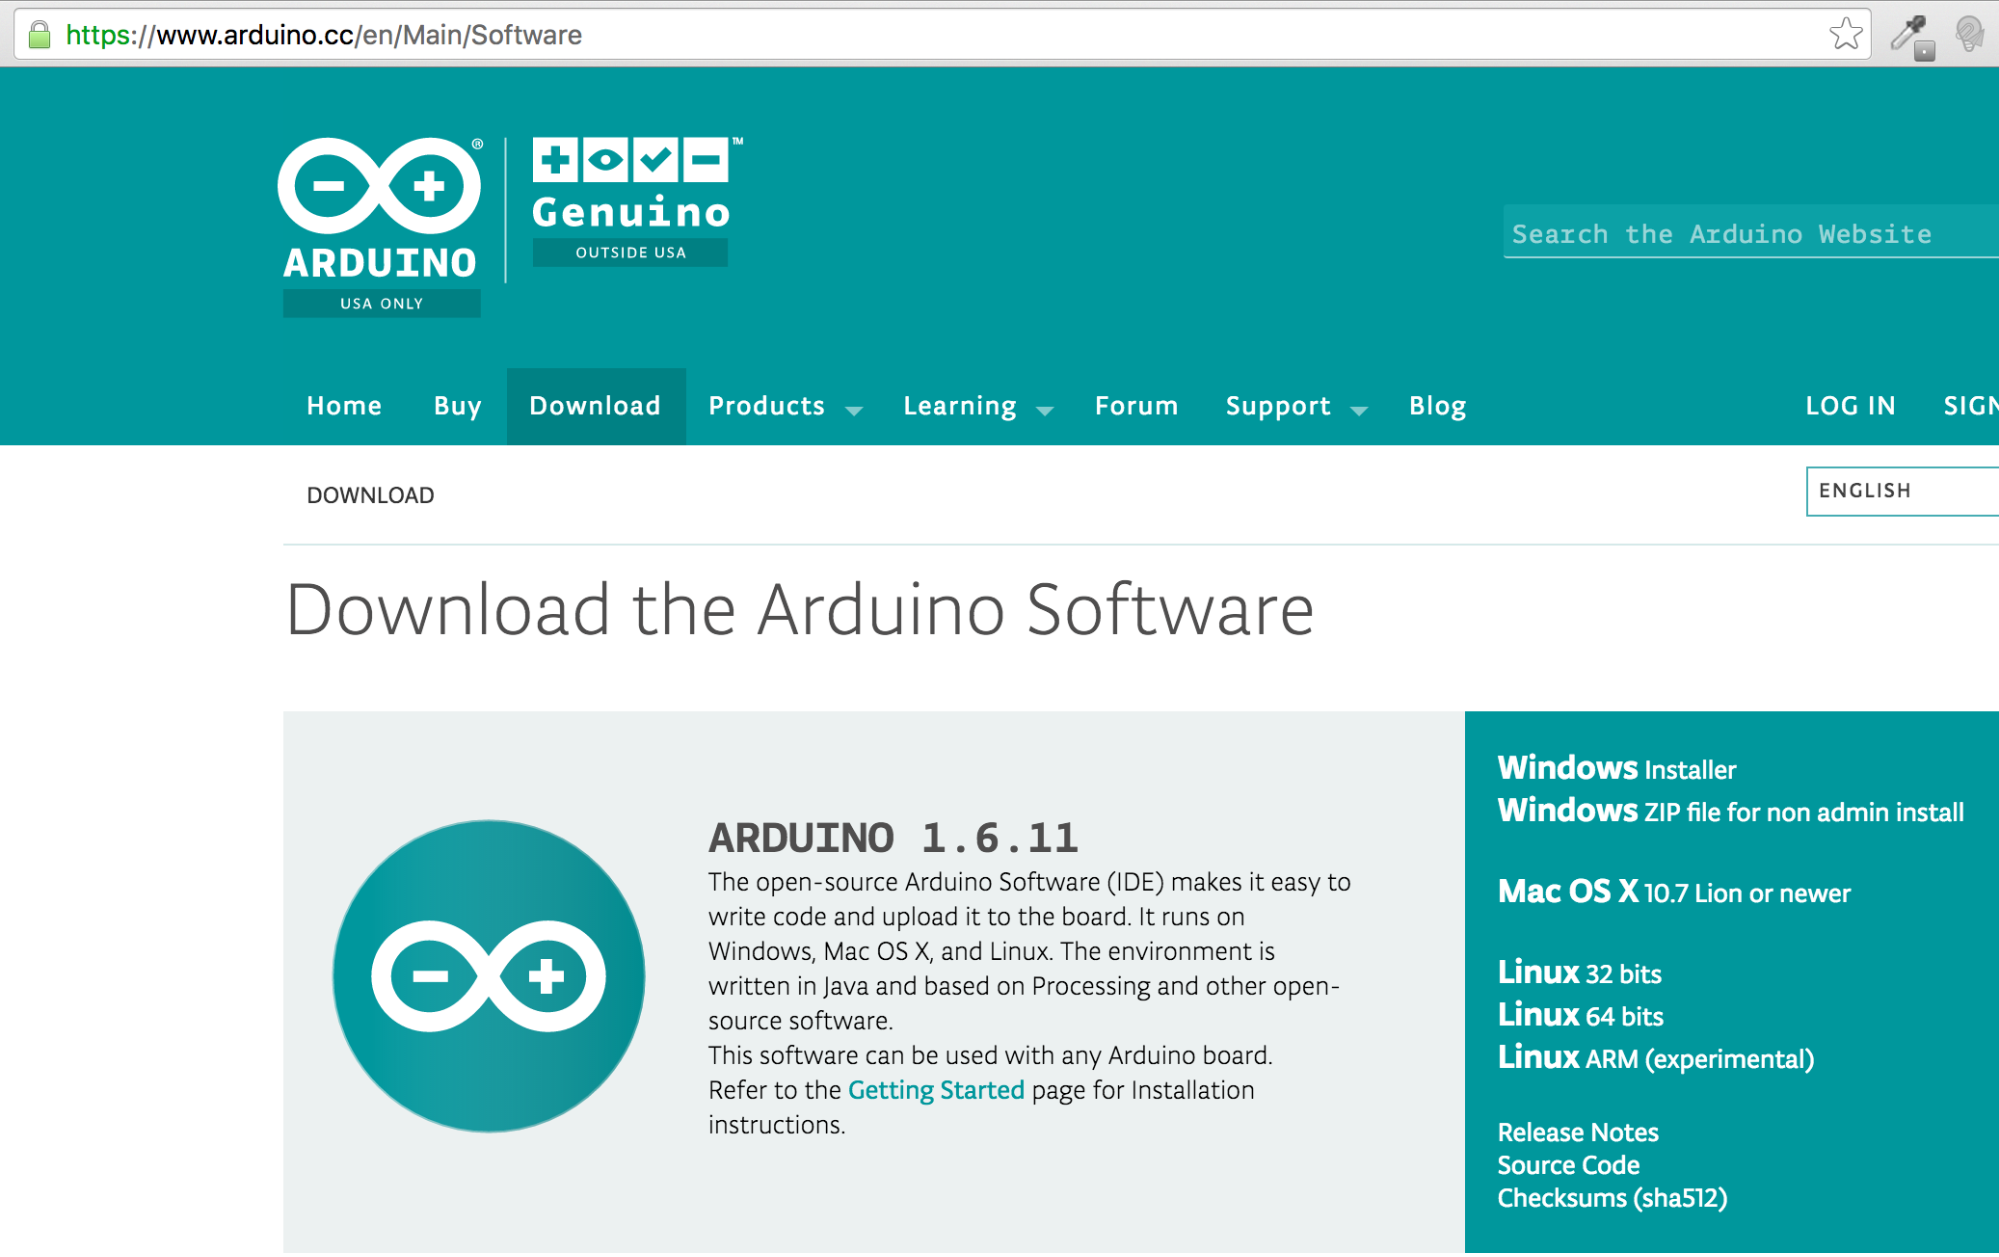 https://www.arduino.cc/en/Main/Software
®
ARDUINO
USA ONLY
™
Genuino
OUTSIDE USA
Search the Arduino Website
Home Buy Download Products Learning Forum Support Blog LOG IN SIGN
DOWNLOAD
ENGLISH
Download the Arduino Software
ARDUINO 1.6.11
The open-source Arduino Software (IDE) makes it easy to
write code and upload it to the board. It runs on
Windows, Mac OS X, and Linux. The environment is
written in Java and based on Processing and other open-
source software.
This software can be used with any Arduino board.
Refer to the Getting Started page for Installation
instructions.
Windows Installer
Windows ZIP file for non admin install
Mac OS X 10.7 Lion or newer
Linux 32 bits
Linux 64 bits
Linux ARM (experimental)
Release Notes
Source Code
Checksums (sha512)